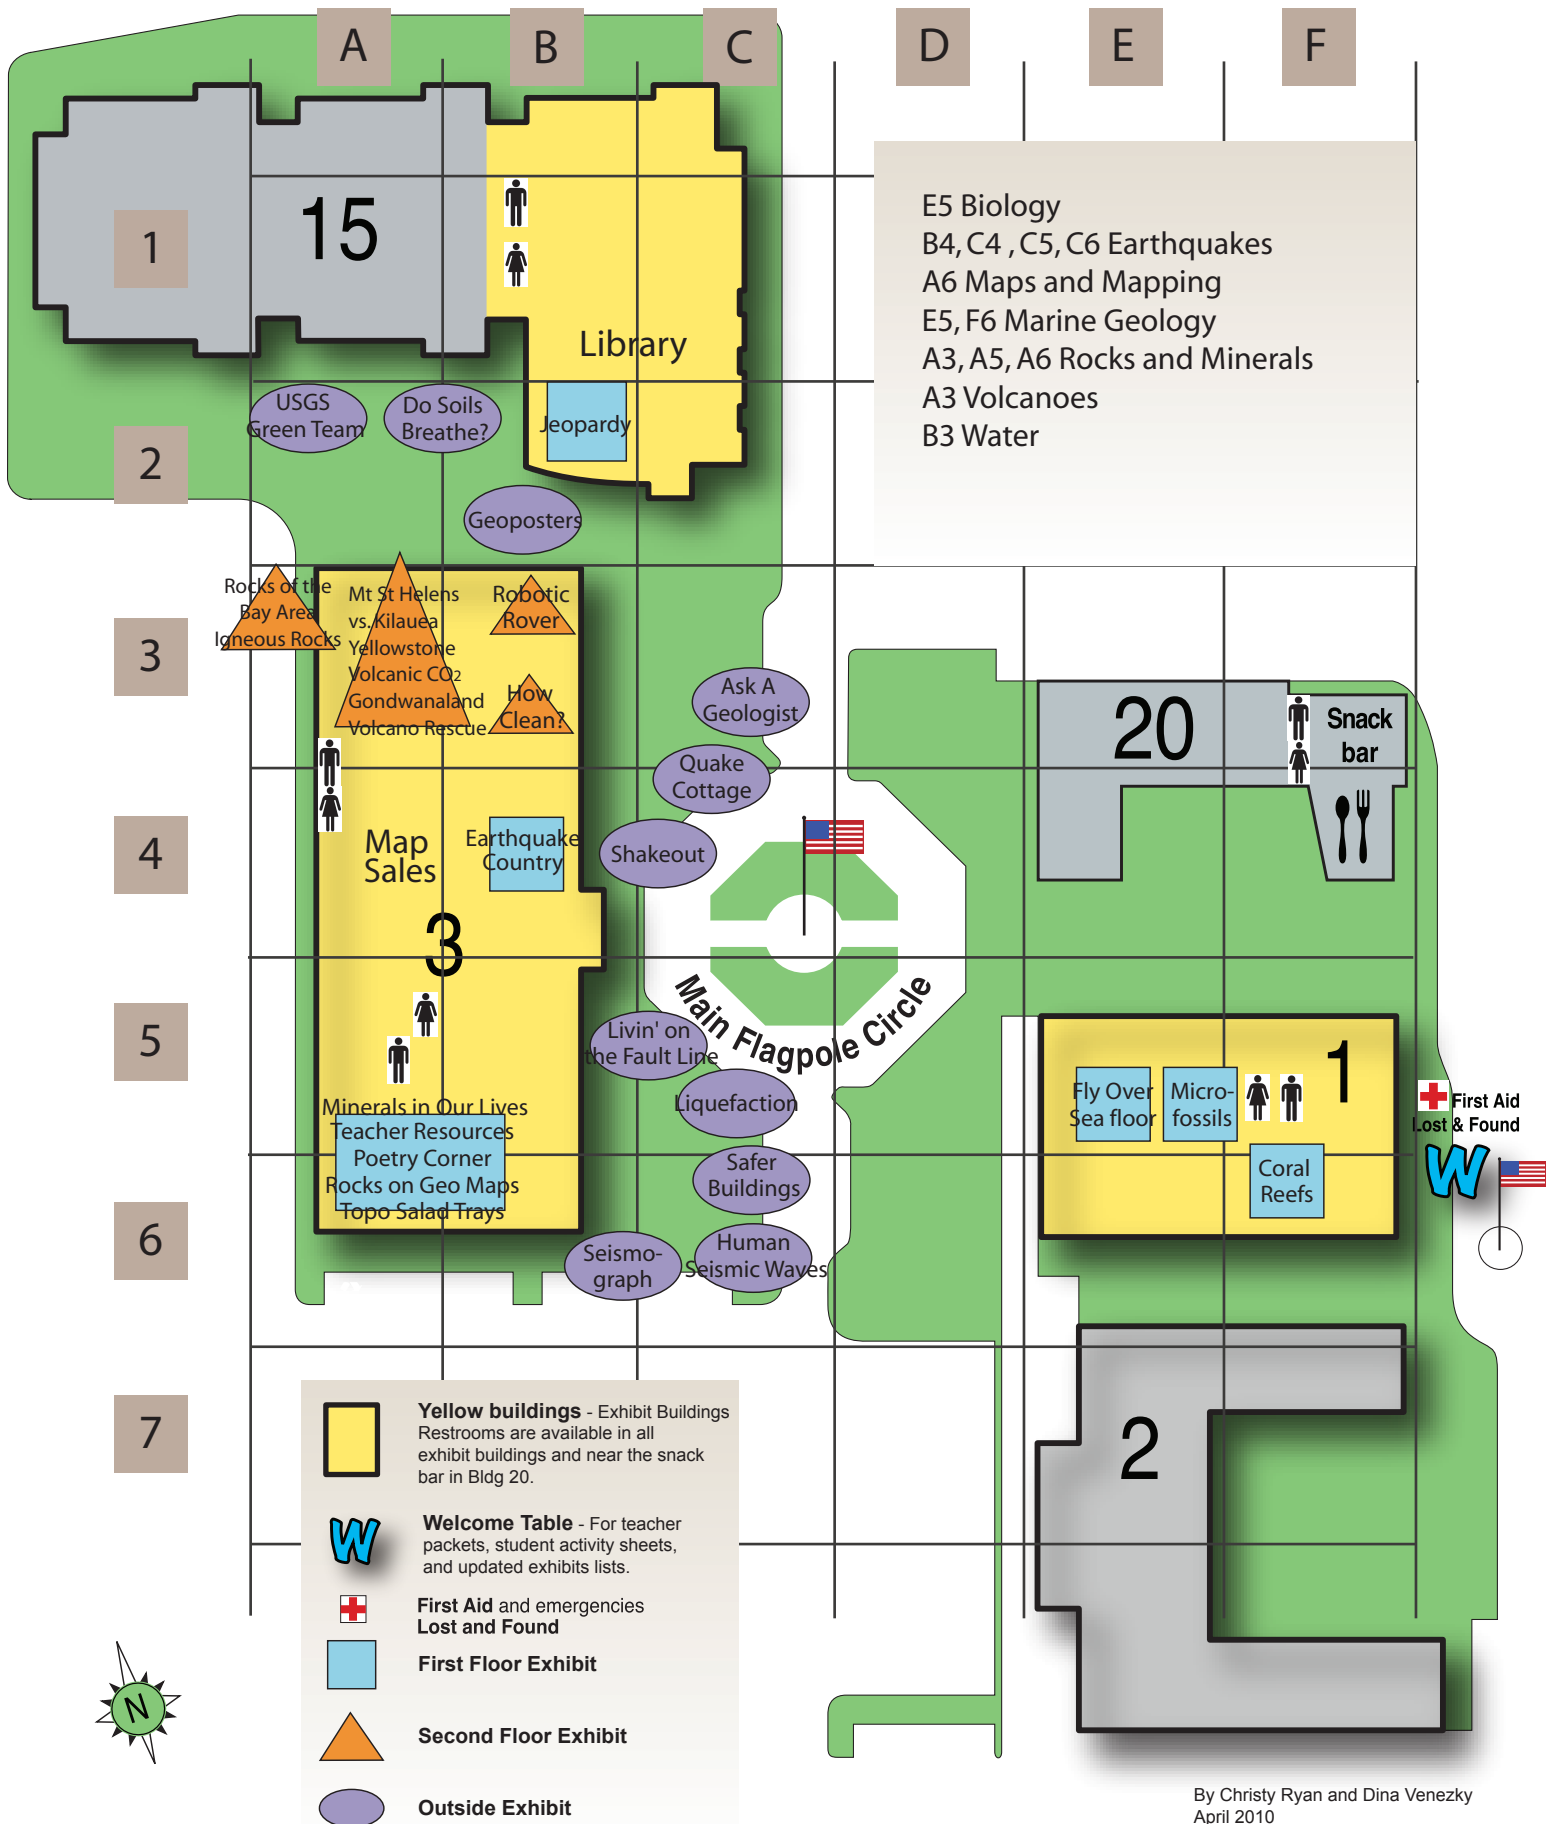 A
B
C
D
E
F
1
2
3
4
5
6
7
15
Library
E5 Biology
B4, C4 , C5, C6 Earthquakes
A6 Maps and Mapping
E5, F6 Marine Geology
A3, A5, A6 Rocks and Minerals
A3 Volcanoes
B3 Water
USGS
Green Team
Do Soils
Breathe?
Jeopardy
Geoposters
Rocks of the
Bay Area
Igneous Rocks
Mt St Helens
vs. Kilauea
Yellowstone
Volcanic CO2
Gondwanaland
Volcano Rescue
Robotic
Rover
How
Clean?
Ask A
Geologist
Quake
Cottage
Shakeout
20
Snack
bar
Map
Sales
Earthquake
Country
3
Main Flagpole Circle
Livin' on
the Fault Line
Liquefaction
Safer
Buildings
Human
Seismic Waves
Seismo-
graph
Minerals in Our Lives
Teacher Resources
Poetry Corner
Rocks on Geo Maps
Topo Salad Trays
1
Fly Over
Sea floor
Micro-
fossils
Coral
Reefs
First Aid
Lost & Found
W
2
Yellow buildings - Exhibit Buildings
Restrooms are available in all
exhibit buildings and near the snack
bar in Bldg 20.
W
Welcome Table - For teacher
packets, student activity sheets,
and updated exhibits lists.
First Aid and emergencies
Lost and Found
First Floor Exhibit
Second Floor Exhibit
Outside Exhibit
N
By Christy Ryan and Dina Venezky
April 2010